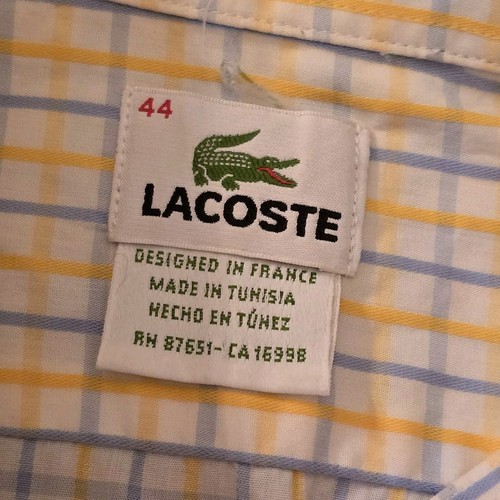 44
LACOSTE
DESIGNED IN FRANCE
MADE IN TUNISIA
HECHO EN TÚNEZ
RN 87651- CA 16998